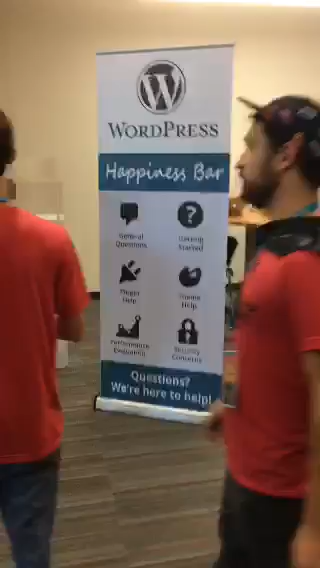 WORDPRESS
Happiness Bar
General
Questions
Getting
Started
Plugin
Help
Theme
Help
Performance
Security
Concerns
Questions?
We're here to help!